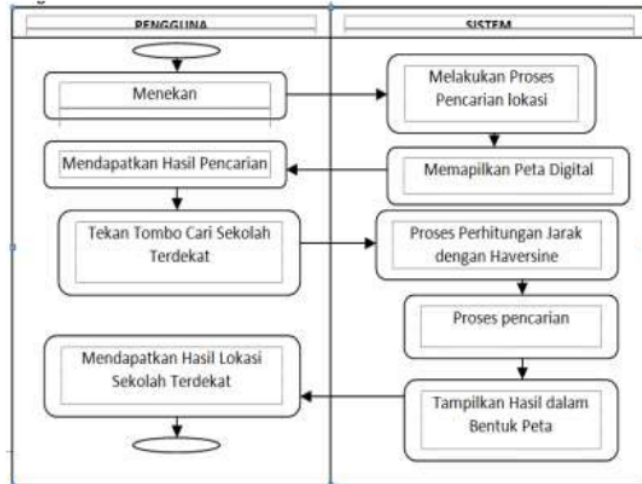 PENGGUNA
SISTEM
Menekan
Melakukan Proses
Pencarian lokasi
Mendapatkan Hasil Pencarian
Memapilkan Peta Digital
Tekan Tombo Cari Sekolah
Terdekat
Proses Perhitungan Jarak
dengan Haversine
Proses pencarian
Mendapatkan Hasil Lokasi
Sekolah Terdekat
Tampilkan Hasil dalam
Bentuk Peta